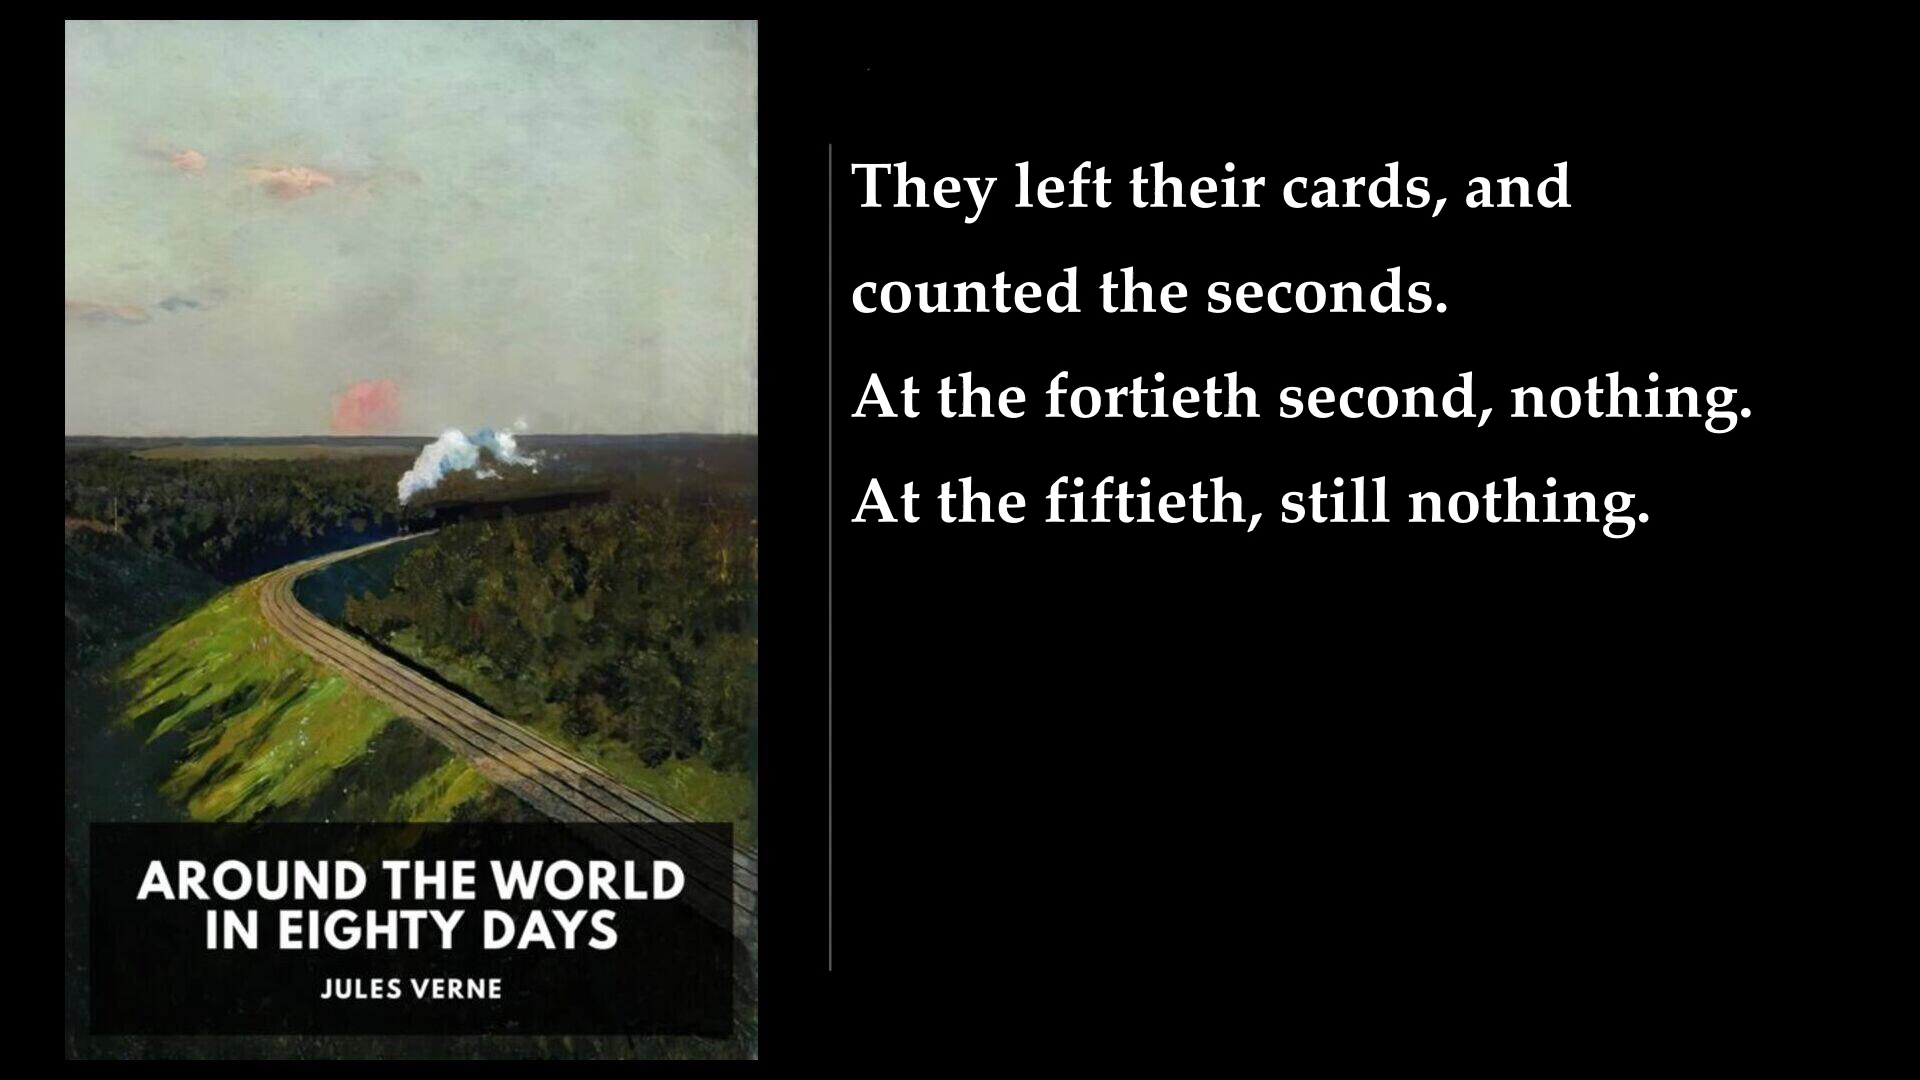 They left their cards, and
counted the seconds.
At the fortieth second, nothing.
At the fiftieth, still nothing.
AROUND THE WORLD
IN EIGHTY DAYS
JULES VERNE